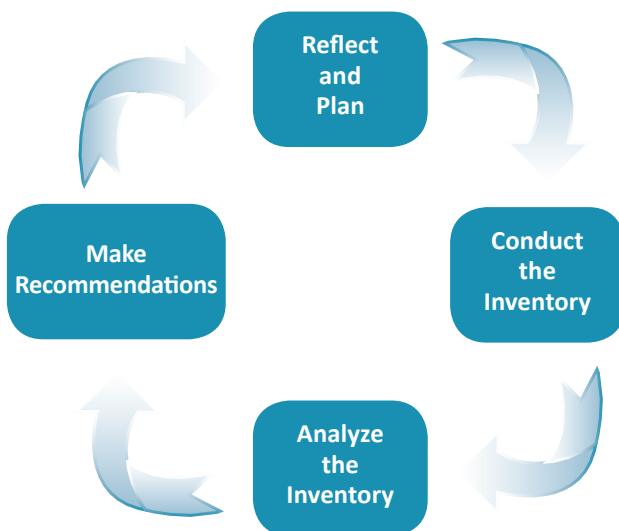 Reflect
and
Plan
Conduct
the
Inventory
Analyze
the
Inventory
Make
Recommendations